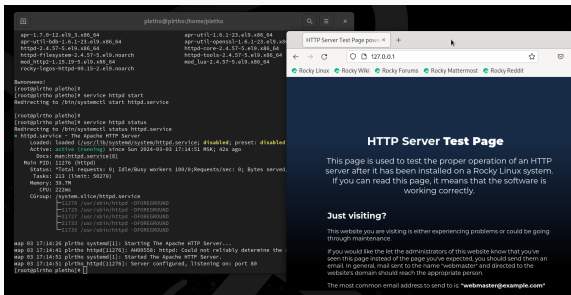 pletho@plrtho:/home/pletho
apr-1.7.0-12.el9_3.x86_64 apr-util-1.6.1-23.el9.x86_64
apr-util-bdb-1.6.1-23.el9.x86_64 apr-util-openssl-1.6.1-23.el9.x8
httpd-2.4.57-5.el9.x86_64 httpd-core-2.4.57-5.el9.x86_64
httpd-filesystem-2.4.57-5.el9.noarch httpd-tools-2.4.57-5.el9.x86_64
mod_http2-1.15.19-5.el9.x86_64 mod_lua-2.4.57-5.el9.x86_64
rocky-logos-httpd-90.15-2.el9.noarch
Выполнено!
[root@plrtho pletho]#
[root@plrtho pletho]# service httpd start
Redirecting to /bin/systemctl start httpd.service
[root@plrtho pletho]#
[root@plrtho pletho]# service httpd status
Redirecting to /bin/systemctl status httpd.service
● httpd.service - The Apache HTTP Server
Loaded: loaded (/usr/lib/systemd/system/httpd.service; disabled; preset: disabled
Active: active (running) since Sun 2024-03-03 17:14:51 MSK; 42s ago
Docs: man:httpd.service(8)
Main PID: 11276 (httpd)
Status: "Total requests: 0; Idle/Busy workers 100/0;Requests/sec: 0; Bytes served
Tasks: 213 (limit: 50279)
Memory: 39.7M
CPU: 222ms
CGroup: /system.slice/httpd.service
├─11276 /usr/sbin/httpd -DFOREGROUND
/usr/sbin/httpd -DFOREGROUND
/usr/sbin/httpd -DFOREGROUND
/usr/sbin/httpd -DFOREGROUND
/usr/sbin/httpd -DFOREGROUND
мар 03 17:14:26 plrtho systemd[1]: Starting The Apache HTTP Server...
мар 03 17:14:51 plrtho httpd[11276]: AH00558: httpd: Could not reliably determine the
мар 03 17:14:51 plrtho systemd[1]: Started The Apache HTTP Server.
мар 03 17:14:51 plrtho httpd[11276]: Server configured, listening on: port 80
[root@plrtho pletho]#
HTTP Server Test Page powe
127.0.0.1
Rocky Linux Rocky Wiki Rocky Forums Rocky Mattermost Rocky Reddit
HTTP Server Test Page
This page is used to test the proper operation of an HTTP
server after it has been installed on a Rocky Linux system.
If you can read this page, it means that the software is
working correctly.
Just visiting?
This website you are visiting is either experiencing problems or could be going
through maintenance.
If you would like the let the administrators of this website know that you've
seen this page instead of the page you've expected, you should send them an
email. In general, mail sent to the name "webmaster" and directed to the
website's domain should reach the appropriate person.
The most common email address to send to is: "webmaster@example.com"